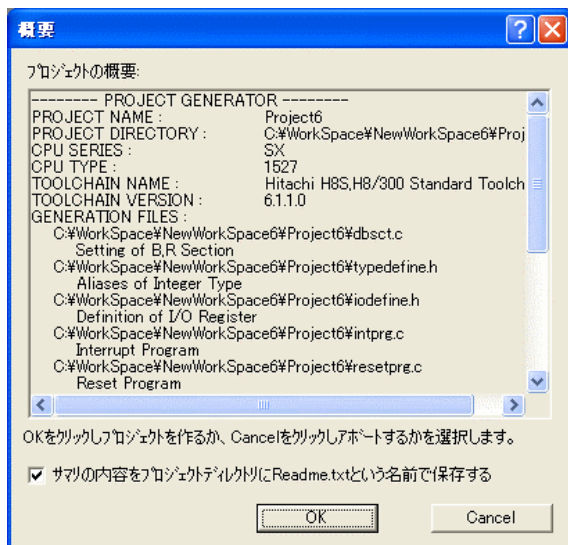 概要
プロジェクトの概要:
-------- PROJECT GENERATOR --------
PROJECT NAME : Project6
PROJECT DIRECTORY : C:¥WorkSpace¥NewWorkSpace6¥Proj
CPU SERIES : SX
CPU TYPE : 1527
TOOLCHAIN NAME : Hitachi H8S,H8/300 Standard Toolch
TOOLCHAIN VERSION : 6.1.1.0
GENERATION FILES :
C:¥WorkSpace¥NewWorkSpace6¥Project6¥dbsct.c
Setting of B,R Section
C:¥WorkSpace¥NewWorkSpace6¥Project6¥typedefine.h
Aliases of Integer Type
C:¥WorkSpace¥NewWorkSpace6¥Project6¥iodefine.h
Definition of I/O Register
C:¥WorkSpace¥NewWorkSpace6¥Project6¥intprg.c
Interrupt Program
C:¥WorkSpace¥NewWorkSpace6¥Project6¥resetprg.c
Reset Program
OKをクリックしプロジェクトを作るか、Cancelをクリックしアボートするかを選択します。
サマリの内容をプロジェクトディレクトリにReadme.txtという名前で保存する
OK
Cancel